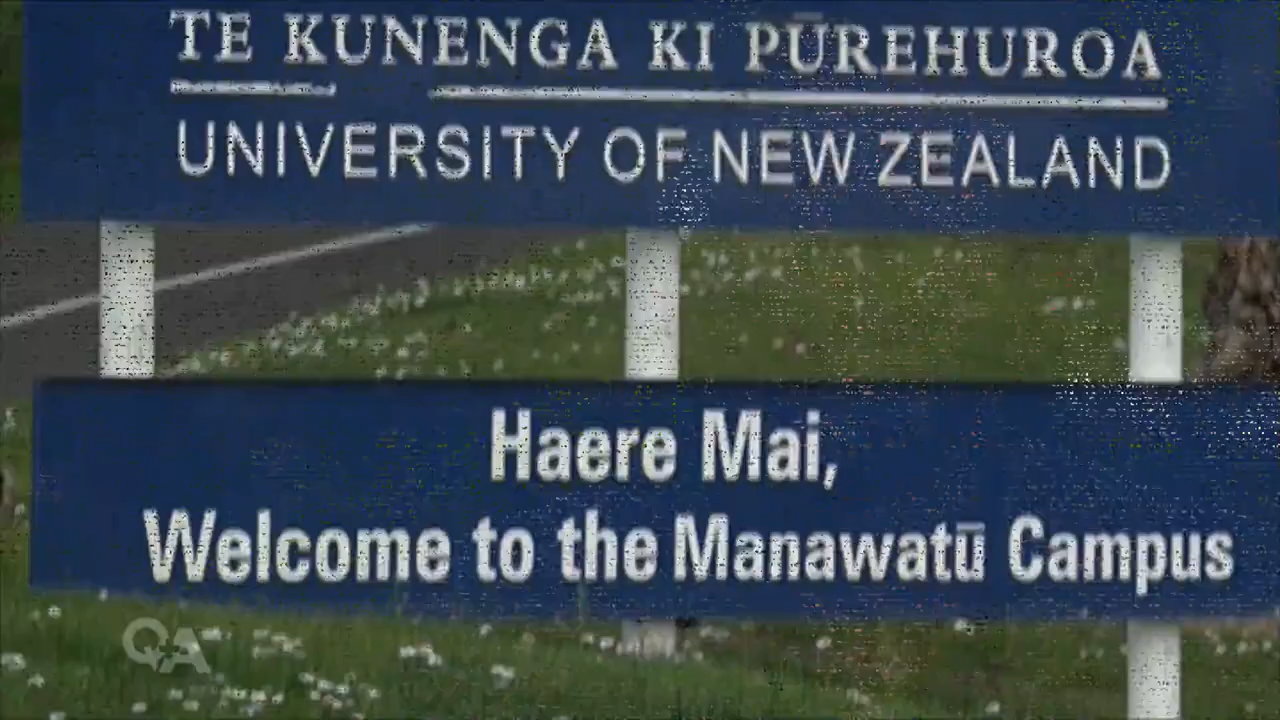 TE KUNENGA KI PŪREHUROA
UNIVERSITY OF NEW ZEALAND
Haere Mai,
Welcome to the Manawatū Campus
Q+A